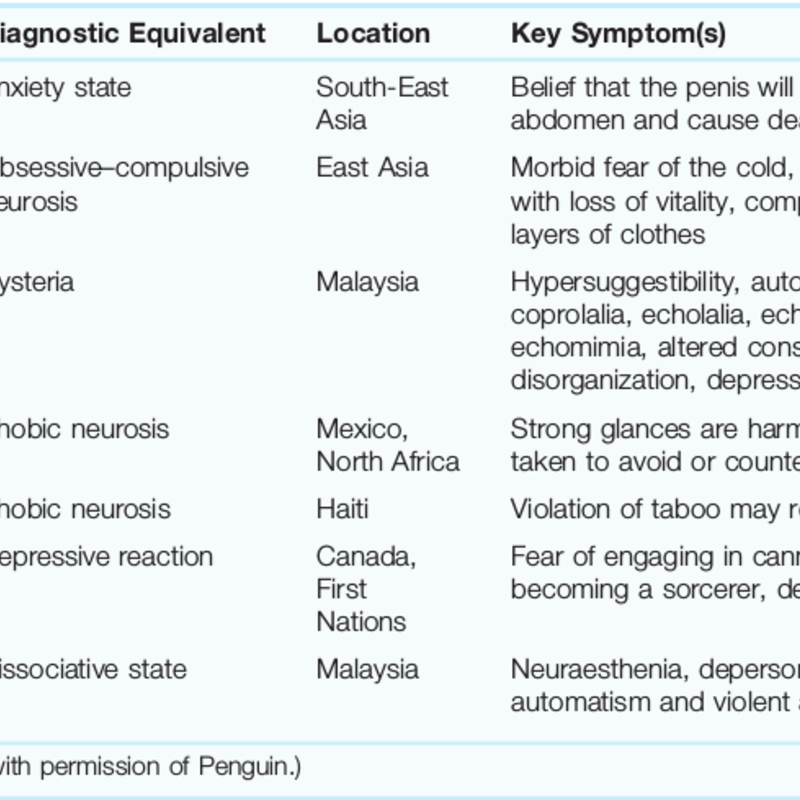 iagnostic Equivalent Location Key Symptom(s)
nxiety state South-East Belief that the penis will
Asia abdomen and cause dea
bsessive–compulsive East Asia Morbid fear of the cold,
eurosis with loss of vitality, comp
layers of clothes
ysteria Malaysia Hypersuggestibility, auto
coprolalia, echolalia, ech
echomimia, altered cons
disorganization, depress
hobic neurosis Mexico, Strong glances are harm
North Africa taken to avoid or counte
hobic neurosis Haiti Violation of taboo may re
epressive reaction Canada, Fear of engaging in cann
First becoming a sorcerer, de
Nations
issociative state Malaysia Neuraesthenia, deperson
automatism and violent a
with permission of Penguin.)